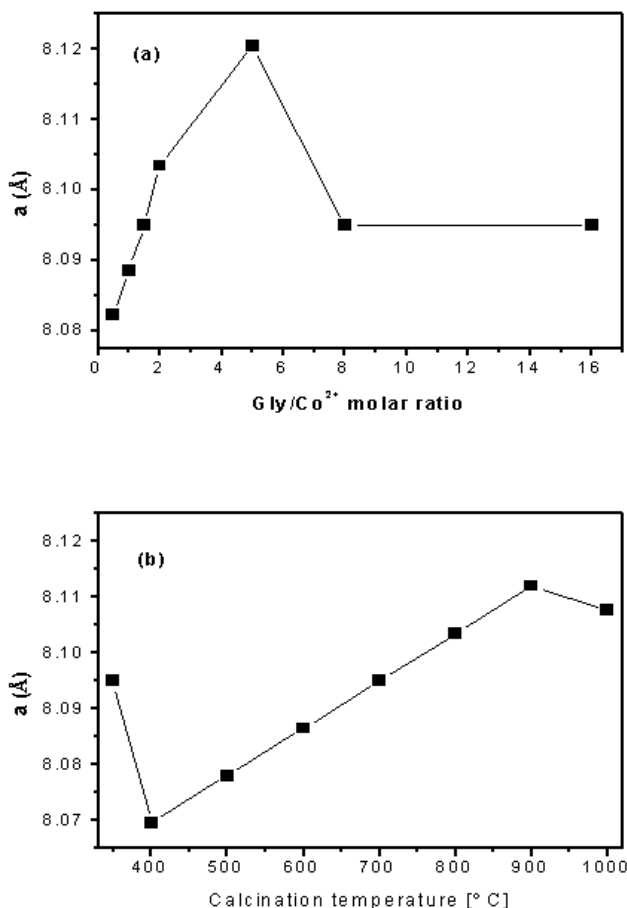 (a)
8.12
8.11
8.10
8.09
8.08
a (Å)
0 2 4 6 8 10 12 14 16
Gly/Co²⁺ molar ratio
(b)
8.12
8.11
8.10
8.09
8.08
8.07
a (Å)
400 500 600 700 800 900 1000
Calcination temperature [° C]